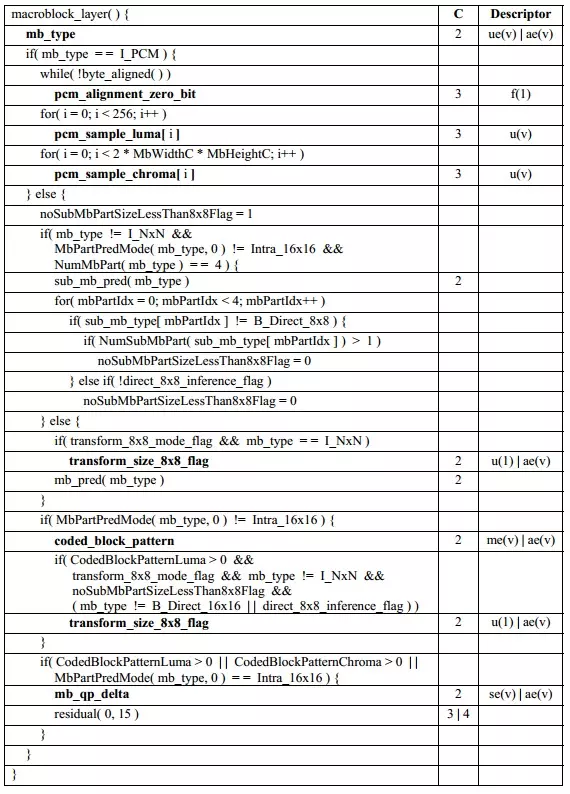 macroblock_layer( ) { C Descriptor
mb_type 2 ue(v) | ae(v)
if( mb_type = = I_PCM ) {
while( !byte_aligned( ) )
pcm_alignment_zero_bit 3 f(1)
for( i = 0; i < 256; i++ )
pcm_sample_luma[ i ] 3 u(v)
for( i = 0; i < 2 * MbWidthC * MbHeightC; i++ )
pcm_sample_chroma[ i ] 3 u(v)
} else {
noSubMbPartSizeLessThan8x8Flag = 1
if( mb_type != I_NxN &&
MbPartPredMode( mb_type, 0 ) != Intra_16x16 &&
NumMbPart( mb_type ) = = 4 ) {
sub_mb_pred( mb_type ) 2
for( mbPartIdx = 0; mbPartIdx < 4; mbPartIdx++ )
if( sub_mb_type[ mbPartIdx ] != B_Direct_8x8 ) {
if( NumSubMbPart( sub_mb_type[ mbPartIdx ] ) > 1 )
noSubMbPartSizeLessThan8x8Flag = 0
} else if( !direct_8x8_inference_flag )
noSubMbPartSizeLessThan8x8Flag = 0
} else {
if( transform_8x8_mode_flag && mb_type = = I_NxN )
transform_size_8x8_flag 2 u(1) | ae(v)
mb_pred( mb_type ) 2
}
if( MbPartPredMode( mb_type, 0 ) != Intra_16x16 ) {
coded_block_pattern 2 me(v) | ae(v)
if( CodedBlockPatternLuma > 0 &&
transform_8x8_mode_flag && mb_type != I_NxN &&
noSubMbPartSizeLessThan8x8Flag &&
( mb_type != B_Direct_16x16 | | direct_8x8_inference_flag ) )
transform_size_8x8_flag 2 u(1) | ae(v)
}
if( CodedBlockPatternLuma > 0 | | CodedBlockPatternChroma > 0 | |
MbPartPredMode( mb_type, 0 ) = = Intra_16x16 ) {
mb_qp_delta 2 se(v) | ae(v)
residual( 0, 15 ) 3 | 4
}
}
}